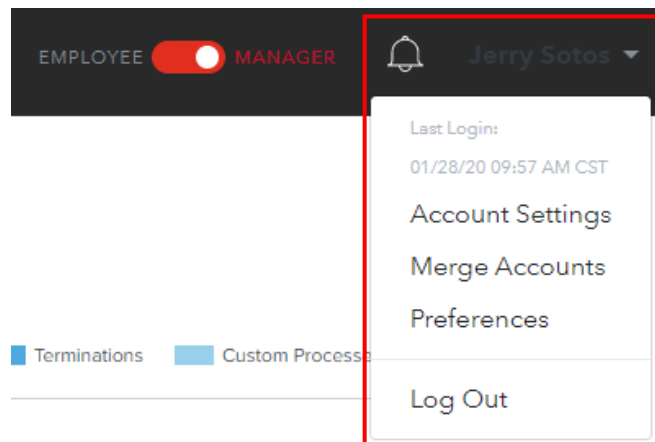 EMPLOYEE MANAGER Jerry Sotos
Last Login:
01/28/20 09:57 AM CST
Account Settings
Merge Accounts
Preferences
Terminations Custom Processe
Log Out